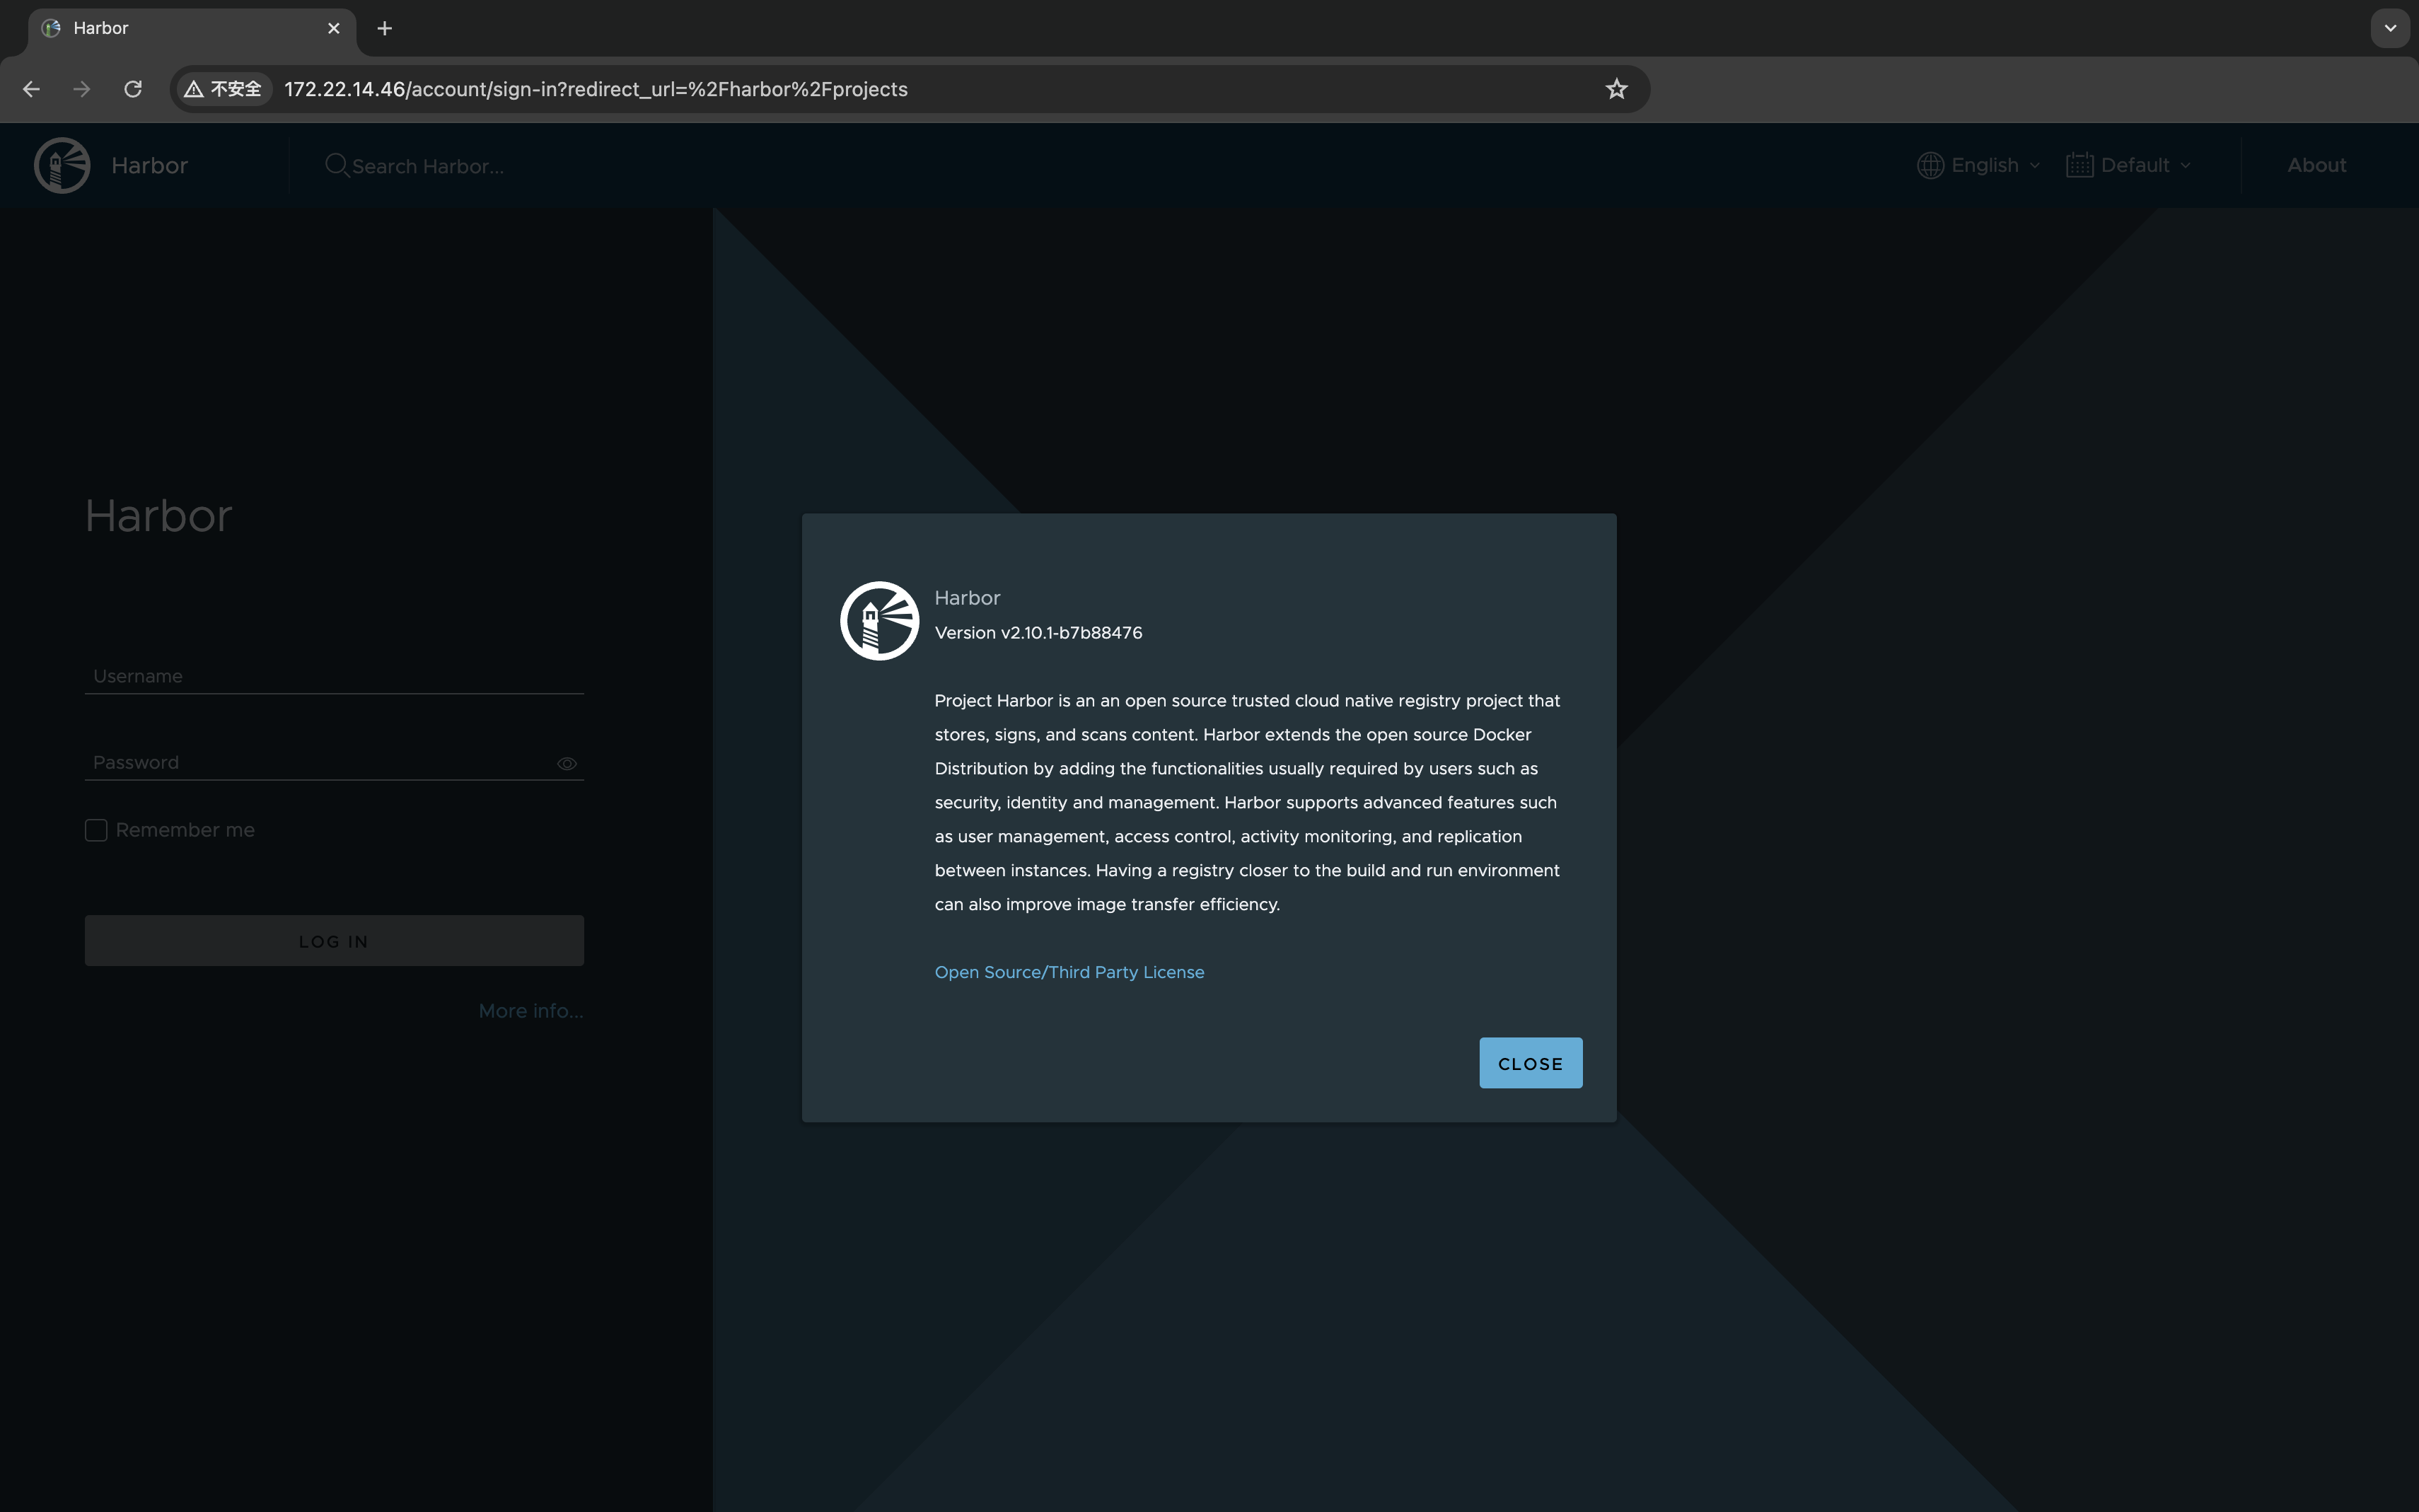 Harbor
不安全
172.22.14.46/account/sign-in?redirect_url=%2Fharbor%2Fprojects
Harbor
Search Harbor...
English
Default
About
Harbor
Username
Password
Remember me
LOG IN
More info...
Harbor
Version v2.10.1-b7b88476
Project Harbor is an an open source trusted cloud native registry project that
stores, signs, and scans content. Harbor extends the open source Docker
Distribution by adding the functionalities usually required by users such as
security, identity and management. Harbor supports advanced features such
as user management, access control, activity monitoring, and replication
between instances. Having a registry closer to the build and run environment
can also improve image transfer efficiency.
Open Source/Third Party License
CLOSE